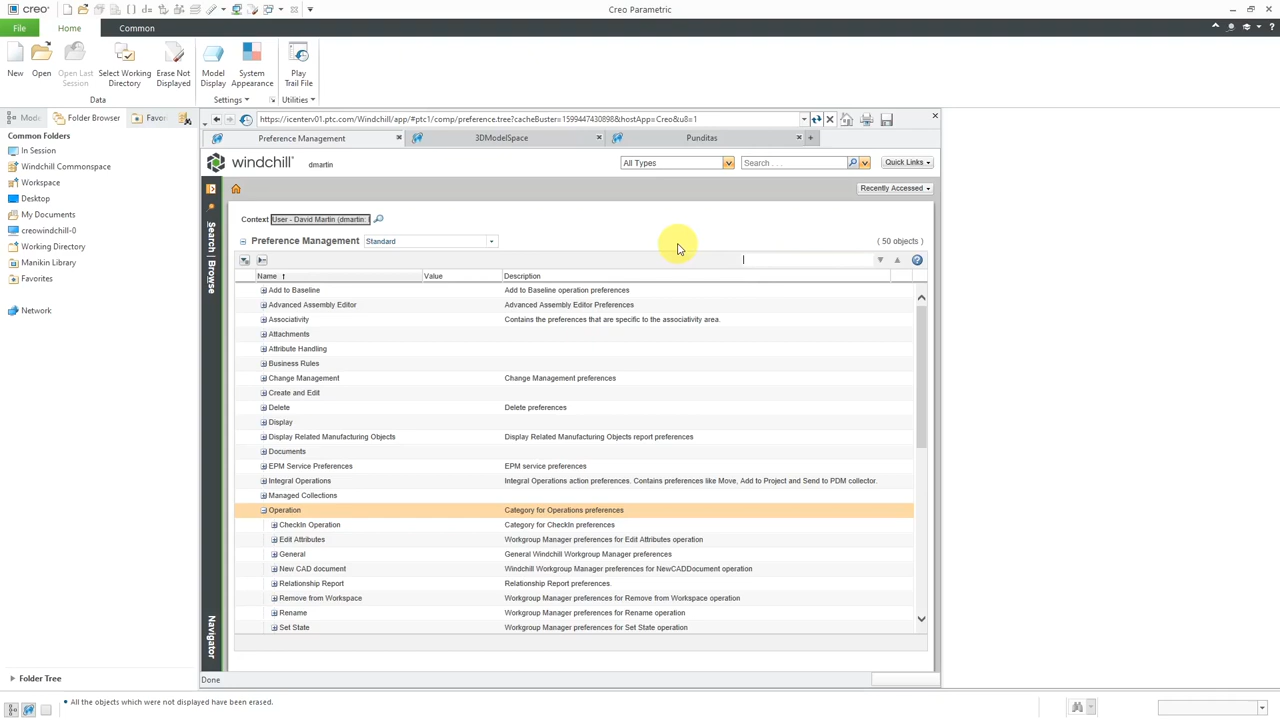 creo
Creo Parametric
File
Home
Common
New
Open
Open Last Session
Select Working Directory
Erase Not Displayed
Model Display
System Appearance
Play Trail File
Data
Settings
Utilities
Folder Browser
https://icenterv01.ptc.com/Windchill/app/#ptc1/comp/preference.tree?cacheBuster=1599447430893&hostApp=Creo&u8=1
Common Folders
Preference Management
3DModelSpace
Punditas
In Session
Windchill Commonspace
windchill
dmartin
All Types
Search . . .
Quick Links
Workspace
Desktop
Recently Accessed
My Documents
Context
User - David Martin (dmartin:
creowindchill-0
Preference Management
Standard
( 50 objects )
Working Directory
Manikin Library
Favorites
Network
Search | Browse
Navigator
Name
Value
Description
Add to Baseline
Add to Baseline operation preferences
Advanced Assembly Editor
Advanced Assembly Editor Preferences
Associativity
Contains the preferences that are specific to the associativity area.
Attachments
Attribute Handling
Business Rules
Change Management
Change Management preferences
Create and Edit
Delete
Delete preferences
Display
Display Related Manufacturing Objects
Display Related Manufacturing Objects report preferences
Documents
EPM Service Preferences
EPM service preferences
Integral Operations
Integral Operations action preferences. Contains preferences like Move, Add to Project and Send to PDM collector.
Managed Collections
Operation
Category for Operations preferences
CheckIn Operation
Category for CheckIn preferences
Edit Attributes
Workgroup Manager preferences for Edit Attributes operation
General
General Windchill Workgroup Manager preferences
New CAD document
Windchill Workgroup Manager preferences for NewCADDocument operation
Relationship Report
Relationship Report preferences.
Remove from Workspace
Workgroup Manager preferences for Remove from Workspace operation
Rename
Workgroup Manager preferences for Rename operation
Set State
Workgroup Manager preferences for Set State operation
Folder Tree
Done
• All the objects which were not displayed have been erased.